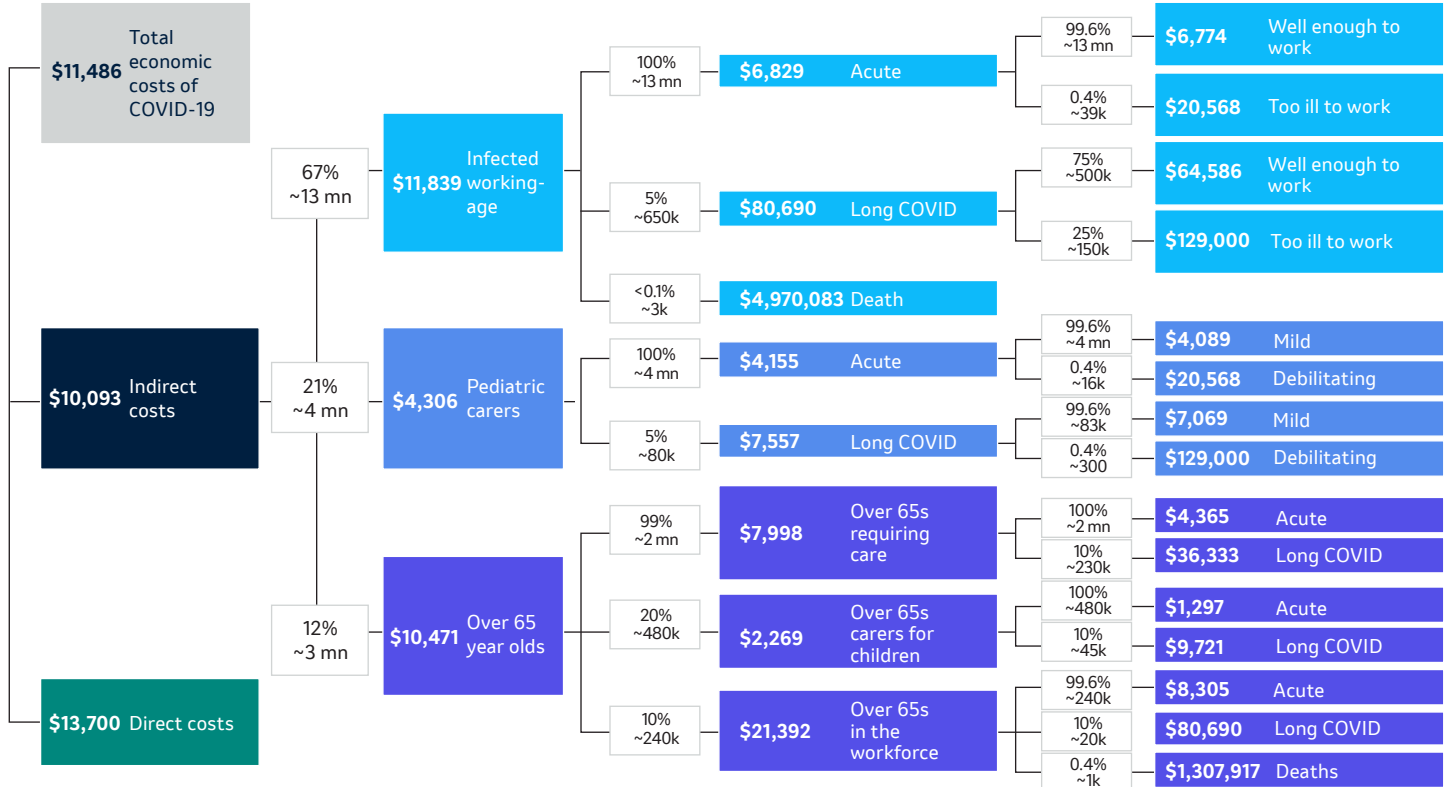 $11,486 Total economic costs of COVID-19
$10,093 Indirect costs
$13,700 Direct costs
67%
~13 mn
21%
~4 mn
12%
~3 mn
$11,839 Infected working-age
100%
~13 mn
$6,829 Acute
99.6%
~13 mn
$6,774 Well enough to work
0.4%
~39k
$20,568 Too ill to work
5%
~650k
$80,690 Long COVID
75%
~500k
$64,586 Well enough to work
25%
~150k
$129,000 Too ill to work
<0.1%
~3k
$4,970,083 Death
$4,306 Pediatric carers
100%
~4 mn
$4,155 Acute
99.6%
~4 mn
$4,089 Mild
0.4%
~16k
$20,568 Debilitating
5%
~80k
$7,557 Long COVID
99.6%
~83k
$7,069 Mild
0.4%
~300
$129,000 Debilitating
$10,471 Over 65 year olds
99%
~2 mn
$7,998 Over 65s requiring care
100%
~2 mn
$4,365 Acute
10%
~230k
$36,333 Long COVID
20%
~480k
$2,269 Over 65s carers for children
100%
~480k
$1,297 Acute
10%
~45k
$9,721 Long COVID
10%
~240k
$21,392 Over 65s in the workforce
99.6%
~240k
$8,305 Acute
10%
~20k
$80,690 Long COVID
0.4%
~1k
$1,307,917 Deaths